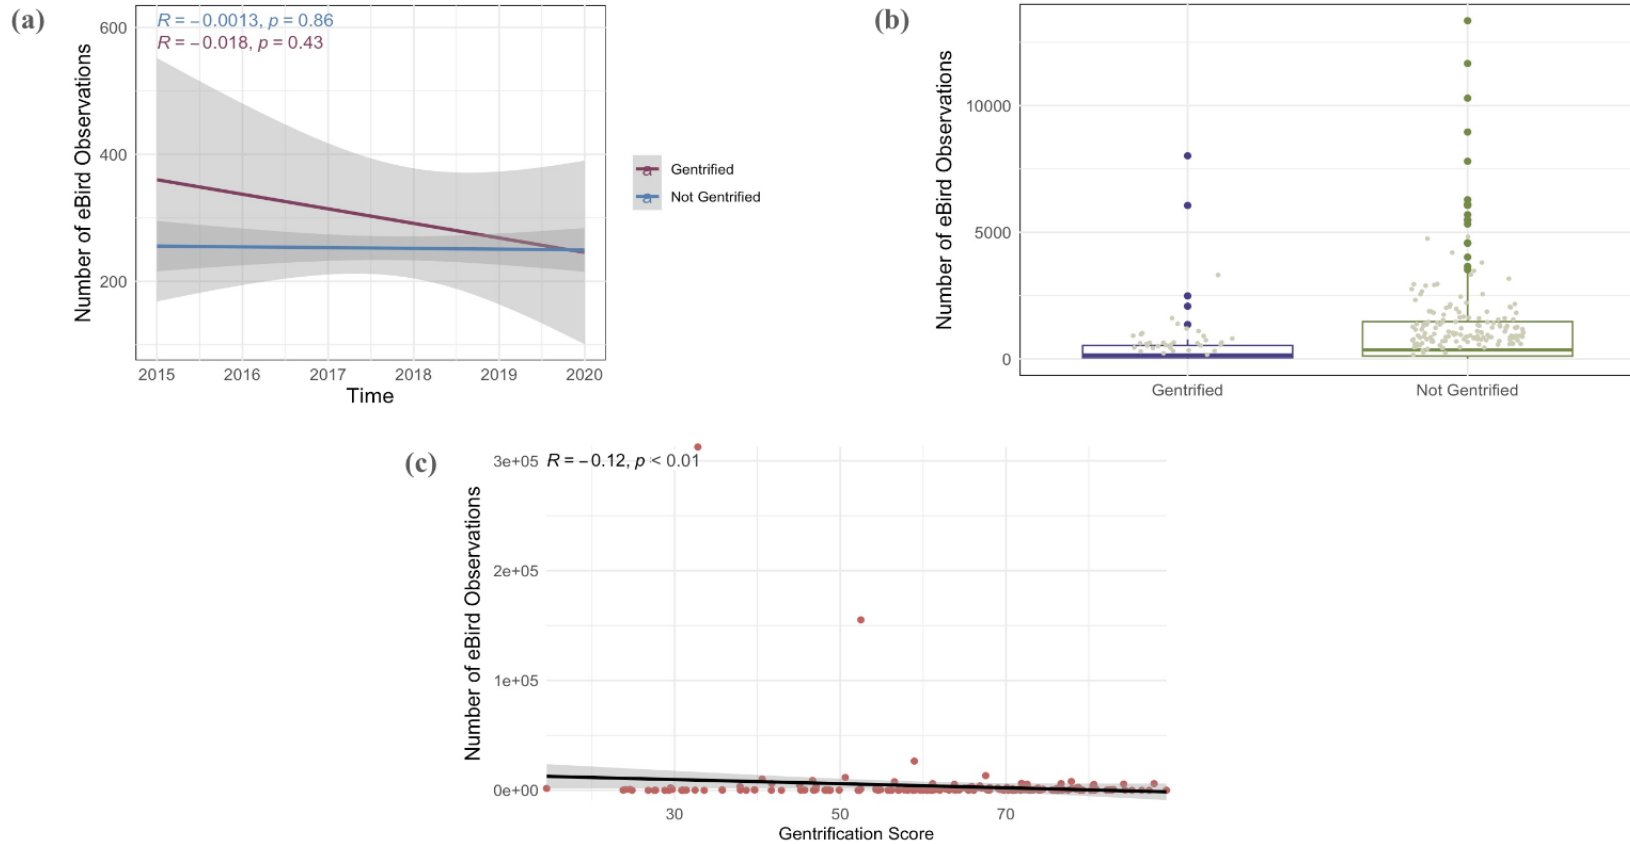 (a)
R = −0.0013, p = 0.86
R = −0.018, p = 0.43
Number of eBird Observations
600
400
200
2015 2016 2017 2018 2019 2020
Time
a Gentrified
a Not Gentrified
(b)
Number of eBird Observations
10000
5000
0
Gentrified Not Gentrified
(c)
R = −0.12, p < 0.01
Number of eBird Observations
3e+05
2e+05
1e+05
0e+00
30 50 70
Gentrification Score